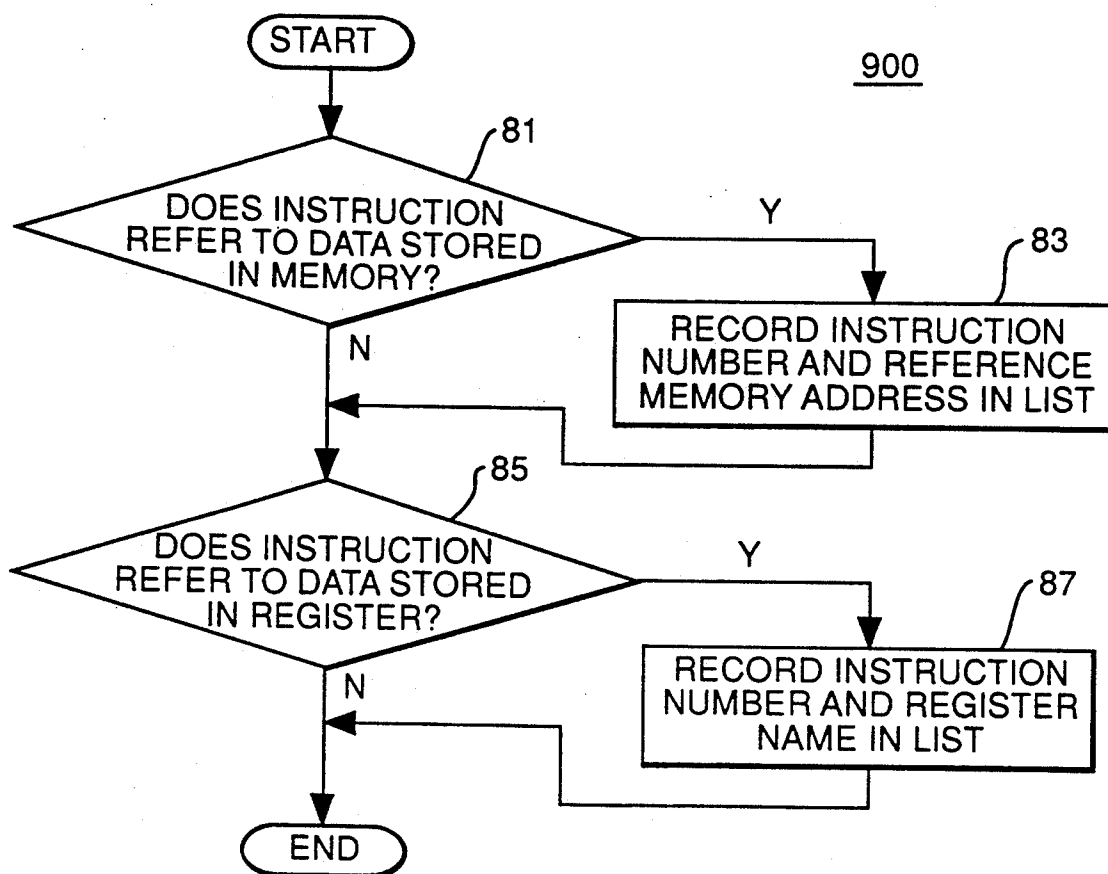 START
900
81
DOES INSTRUCTION
REFER TO DATA STORED
IN MEMORY?
Y
N
83
RECORD INSTRUCTION
NUMBER AND REFERENCE
MEMORY ADDRESS IN LIST
85
DOES INSTRUCTION
REFER TO DATA STORED
IN REGISTER?
Y
N
87
RECORD INSTRUCTION
NUMBER AND REGISTER
NAME IN LIST
END